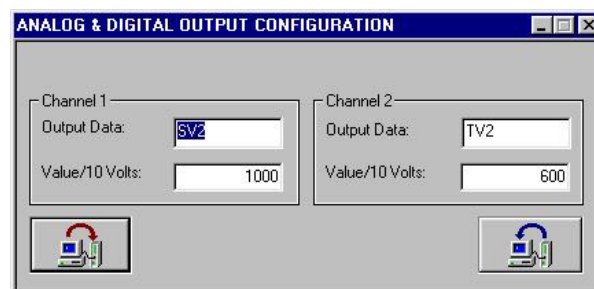 ANALOG & DIGITAL OUTPUT CONFIGURATION
Channel 1
Output Data: SV2
Value/10 Volts: 1000
Channel 2
Output Data: TV2
Value/10 Volts: 600